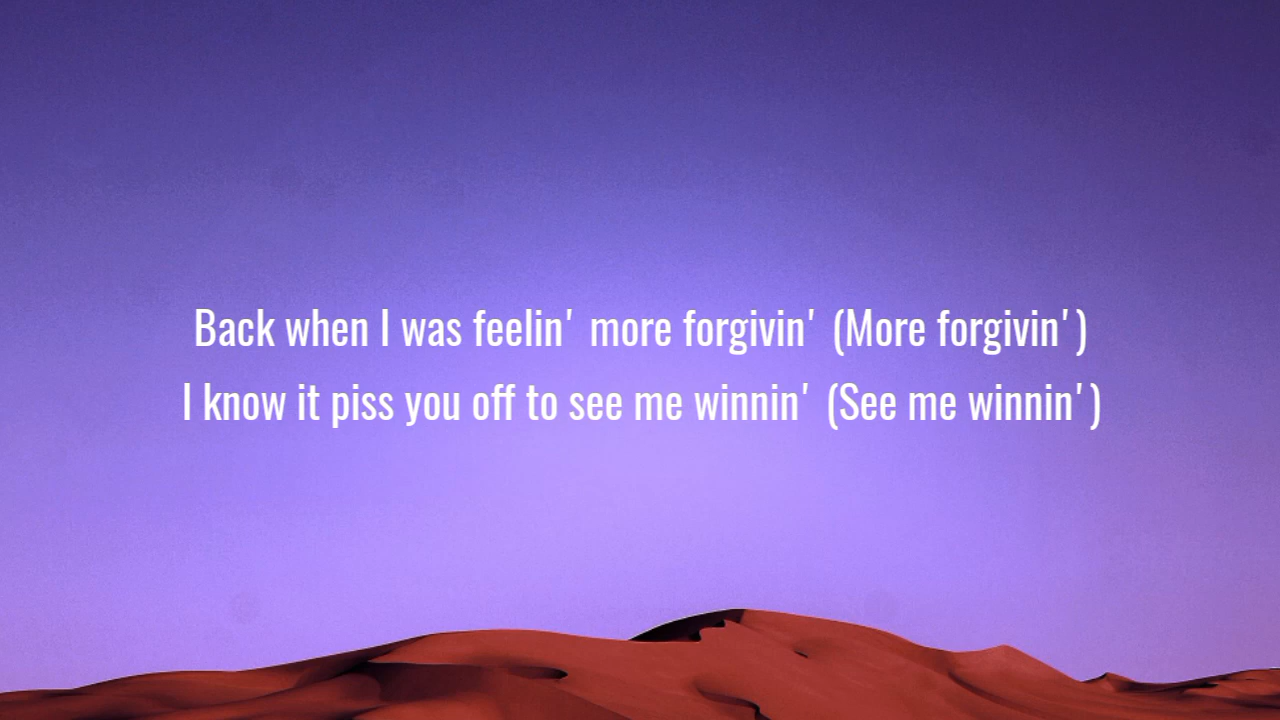 Back when I was feelin' more forgivin' (More forgivin')
I know it piss you off to see me winnin' (See me winnin')